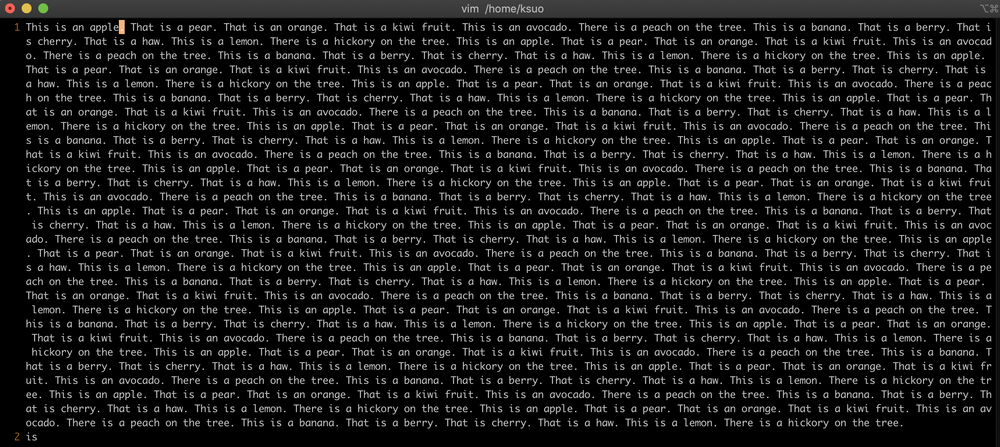 vim /home/ksuo
⌥⌘
1 This is an apple. That is a pear. That is an orange. That is a kiwi fruit. This is an avocado. There is a peach on the tree. This is a banana. That is a berry. That i
s cherry. That is a haw. This is a lemon. There is a hickory on the tree. This is an apple. That is a pear. That is an orange. That is a kiwi fruit. This is an avocad
o. There is a peach on the tree. This is a banana. That is a berry. That is cherry. That is a haw. This is a lemon. There is a hickory on the tree. This is an apple.
That is a pear. That is an orange. That is a kiwi fruit. This is an avocado. There is a peach on the tree. This is a banana. That is a berry. That is cherry. That is
a haw. This is a lemon. There is a hickory on the tree. This is an apple. That is a pear. That is an orange. That is a kiwi fruit. This is an avocado. There is a peac
h on the tree. This is a banana. That is a berry. That is cherry. That is a haw. This is a lemon. There is a hickory on the tree. This is an apple. That is a pear. Th
at is an orange. That is a kiwi fruit. This is an avocado. There is a peach on the tree. This is a banana. That is a berry. That is cherry. That is a haw. This is a l
emon. There is a hickory on the tree. This is an apple. That is a pear. That is an orange. That is a kiwi fruit. This is an avocado. There is a peach on the tree. Thi
s is a banana. That is a berry. That is cherry. That is a haw. This is a lemon. There is a hickory on the tree. This is an apple. That is a pear. That is an orange. T
hat is a kiwi fruit. This is an avocado. There is a peach on the tree. This is a banana. That is a berry. That is cherry. That is a haw. This is a lemon. There is a h
ickory on the tree. This is an apple. That is a pear. That is an orange. That is a kiwi fruit. This is an avocado. There is a peach on the tree. This is a banana. Tha
t is a berry. That is cherry. That is a haw. This is a lemon. There is a hickory on the tree. This is an apple. That is a pear. That is an orange. That is a kiwi frui
t. This is an avocado. There is a peach on the tree. This is a banana. That is a berry. That is cherry. That is a haw. This is a lemon. There is a hickory on the tree
. This is an apple. That is a pear. That is an orange. That is a kiwi fruit. This is an avocado. There is a peach on the tree. This is a banana. That is a berry. That
is cherry. That is a haw. This is a lemon. There is a hickory on the tree. This is an apple. That is a pear. That is an orange. That is a kiwi fruit. This is an avoc
ado. There is a peach on the tree. This is a banana. That is a berry. That is cherry. That is a haw. This is a lemon. There is a hickory on the tree. This is an apple
. That is a pear. That is an orange. That is a kiwi fruit. This is an avocado. There is a peach on the tree. This is a banana. That is a berry. That is cherry. That i
s a haw. This is a lemon. There is a hickory on the tree. This is an apple. That is a pear. That is an orange. That is a kiwi fruit. This is an avocado. There is a pe
ach on the tree. This is a banana. That is a berry. That is cherry. That is a haw. This is a lemon. There is a hickory on the tree. This is an apple. That is a pear.
That is an orange. That is a kiwi fruit. This is an avocado. There is a peach on the tree. This is a banana. That is a berry. That is cherry. That is a haw. This is a
lemon. There is a hickory on the tree. This is an apple. That is a pear. That is an orange. That is a kiwi fruit. This is an avocado. There is a peach on the tree. T
his is a banana. That is a berry. That is cherry. That is a haw. This is a lemon. There is a hickory on the tree. This is an apple. That is a pear. That is an orange.
That is a kiwi fruit. This is an avocado. There is a peach on the tree. This is a banana. That is a berry. That is cherry. That is a haw. This is a lemon. There is a
hickory on the tree. This is an apple. That is a pear. That is an orange. That is a kiwi fruit. This is an avocado. There is a peach on the tree. This is a banana. T
hat is a berry. That is cherry. That is a haw. This is a lemon. There is a hickory on the tree. This is an apple. That is a pear. That is an orange. That is a kiwi fr
uit. This is an avocado. There is a peach on the tree. This is a banana. That is a berry. That is cherry. That is a haw. This is a lemon. There is a hickory on the tr
ee. This is an apple. That is a pear. That is an orange. That is a kiwi fruit. This is an avocado. There is a peach on the tree. This is a banana. That is a berry. Th
at is cherry. That is a haw. This is a lemon. There is a hickory on the tree. This is an apple. That is a pear. That is an orange. That is a kiwi fruit. This is an av
ocado. There is a peach on the tree. This is a banana. That is a berry. That is cherry. That is a haw. This is a lemon. There is a hickory on the tree.
2 is